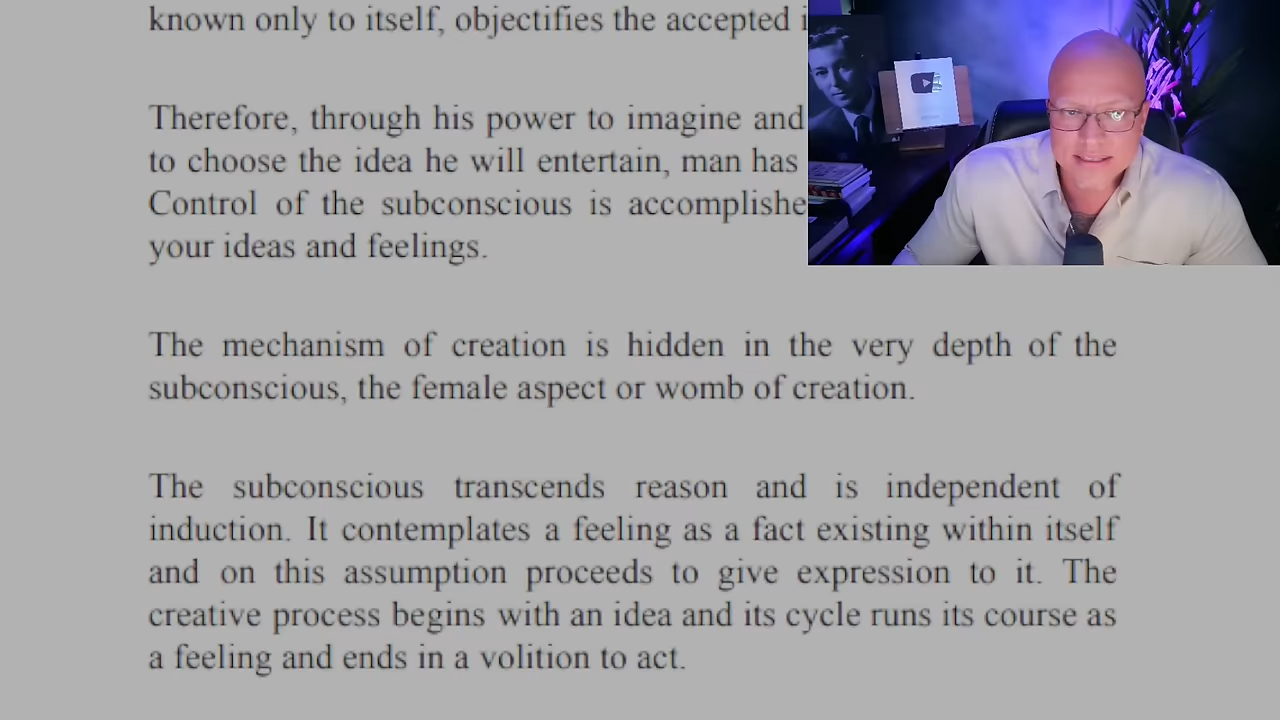 known only to itself, objectifies the accepted
Therefore, through his power to imagine and
to choose the idea he will entertain, man has
Control of the subconscious is accomplishe
your ideas and feelings.
The mechanism of creation is hidden in the very depth of the
subconscious, the female aspect or womb of creation.
The subconscious transcends reason and is independent of
induction. It contemplates a feeling as a fact existing within itself
and on this assumption proceeds to give expression to it. The
creative process begins with an idea and its cycle runs its course as
a feeling and ends in a volition to act.